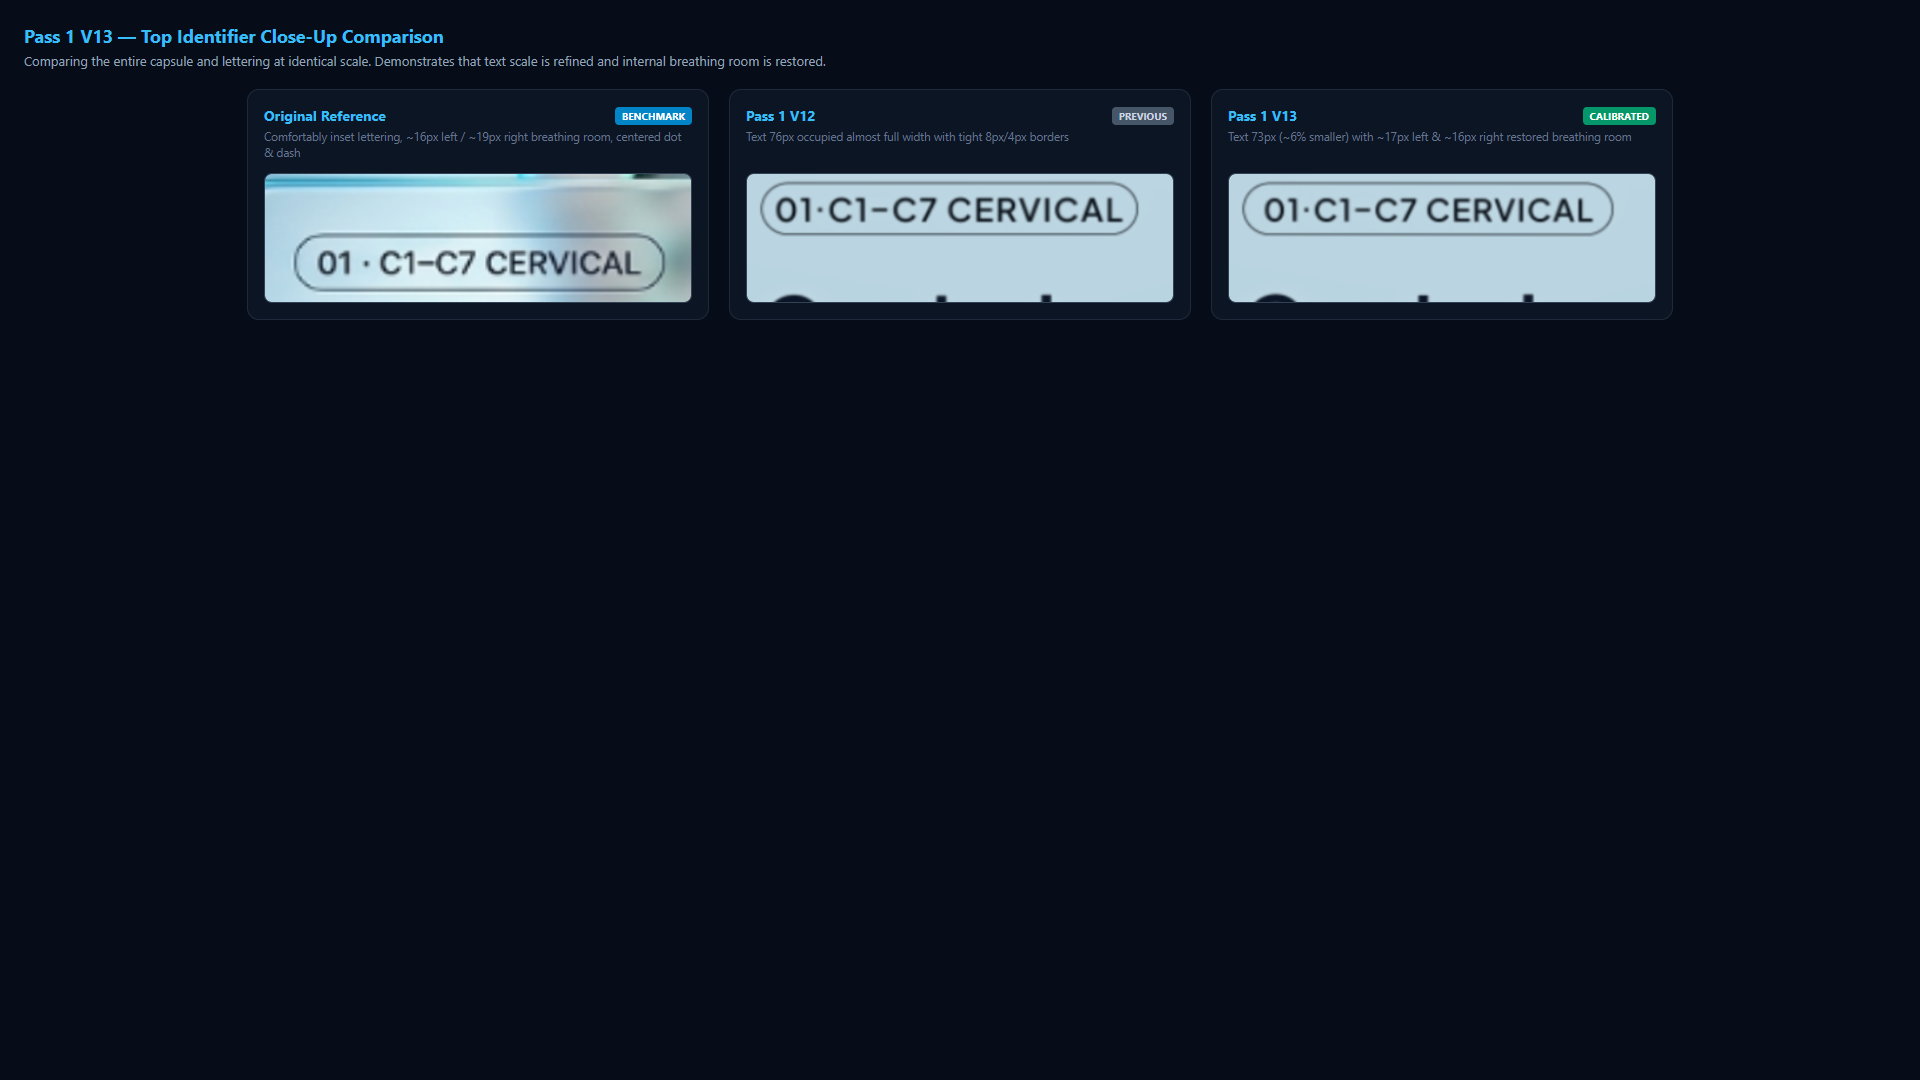 Pass 1 V13 — Top Identifier Close-Up Comparison
Comparing the entire capsule and lettering at identical scale. Demonstrates that text scale is refined and internal breathing room is restored.
Original Reference
BENCHMARK
Comfortably inset lettering, ~16px left / ~19px right breathing room, centered dot
& dash
01 · C1–C7 CERVICAL
Pass 1 V12
PREVIOUS
Text 76px occupied almost full width with tight 8px/4px borders
01·C1–C7 CERVICAL
Pass 1 V13
CALIBRATED
Text 73px (~6% smaller) with ~17px left & ~16px right restored breathing room
01·C1–C7 CERVICAL